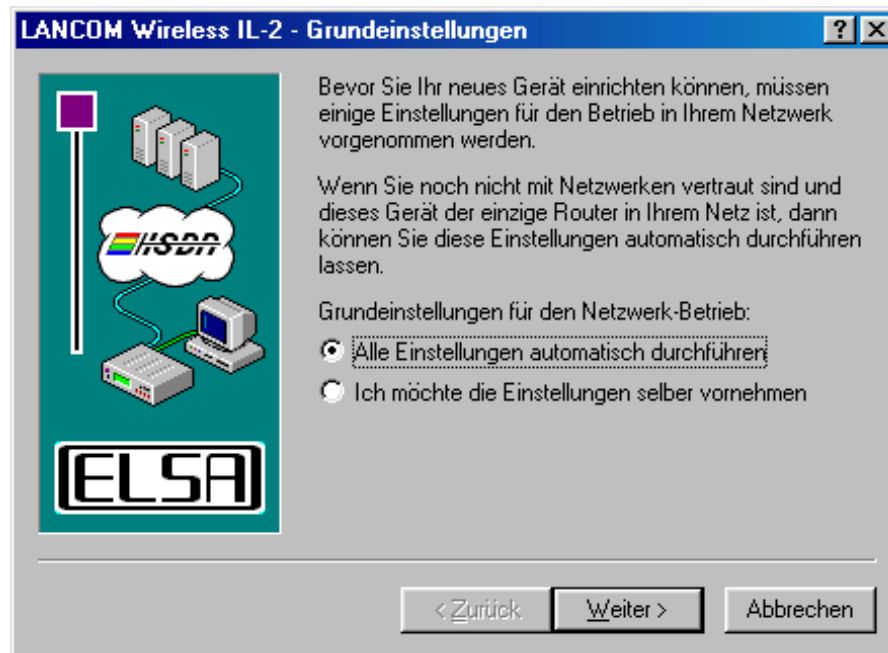 LANCOM Wireless IL-2 - Grundeinstellungen
Bevor Sie Ihr neues Gerät einrichten können, müssen
einige Einstellungen für den Betrieb in Ihrem Netzwerk
vorgenommen werden.
Wenn Sie noch nicht mit Netzwerken vertraut sind und
dieses Gerät der einzige Router in Ihrem Netz ist, dann
können Sie diese Einstellungen automatisch durchführen
lassen.
Grundeinstellungen für den Netzwerk-Betrieb:
Alle Einstellungen automatisch durchführen
Ich möchte die Einstellungen selber vornehmen
ISDN
ELSA
< Zurück
Weiter >
Abbrechen